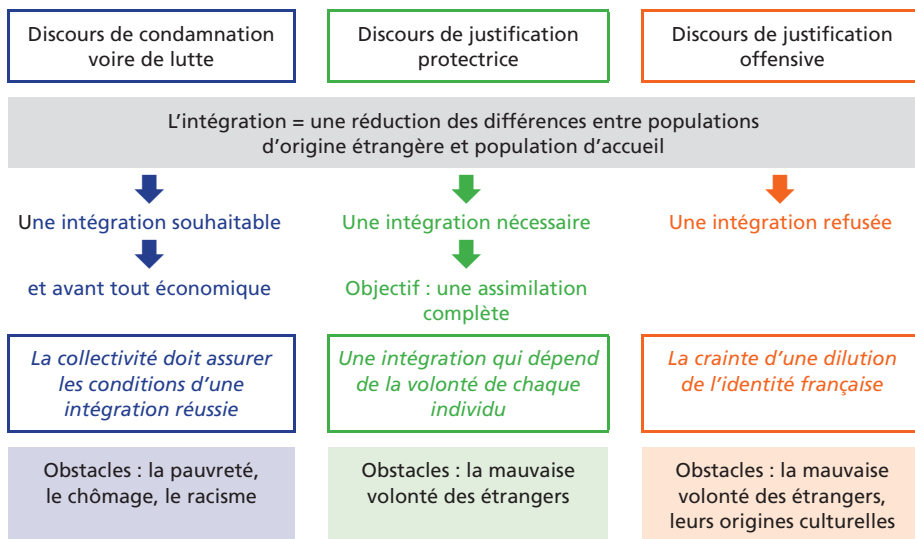 Discours de condamnation
voire de lutte
Discours de justification
protectrice
Discours de justification
offensive
L’intégration = une réduction des différences entre populations
d’origine étrangère et population d’accueil
Une intégration souhaitable
Une intégration nécessaire
Une intégration refusée
et avant tout économique
Objectif : une assimilation
complète
La collectivité doit assurer
les conditions d’une
intégration réussie
Une intégration qui dépend
de la volonté de chaque
individu
La crainte d’une dilution
de l’identité française
Obstacles : la pauvreté,
le chômage, le racisme
Obstacles : la mauvaise
volonté des étrangers
Obstacles : la mauvaise
volonté des étrangers,
leurs origines culturelles